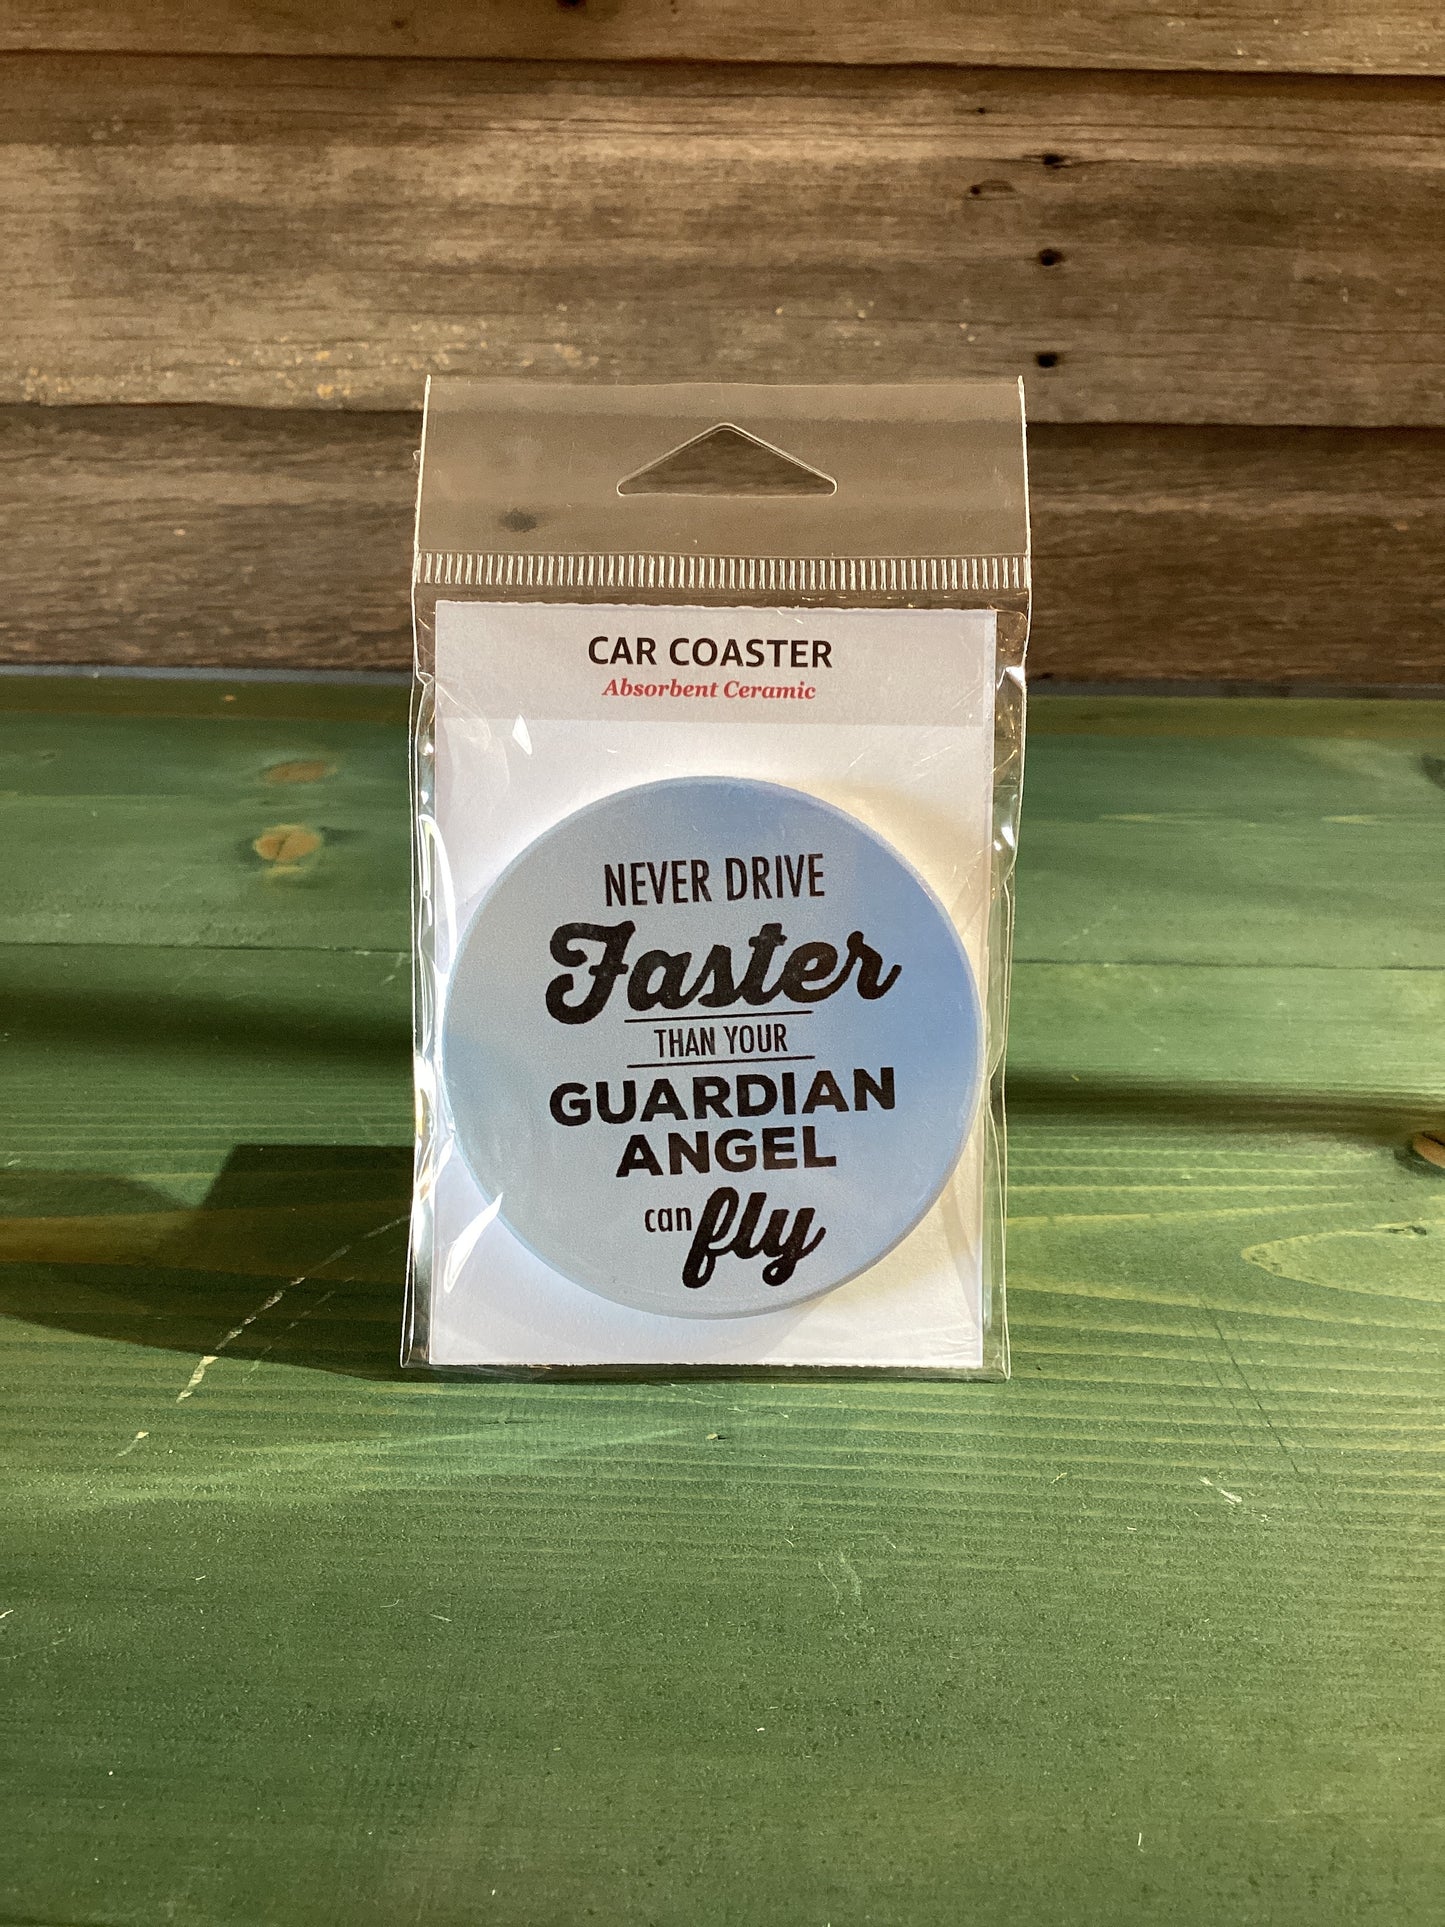 CAR COASTER
Absorbent Ceramic
NEVER DRIVE
Faster
THAN YOUR
GUARDIAN
ANGEL
can fly